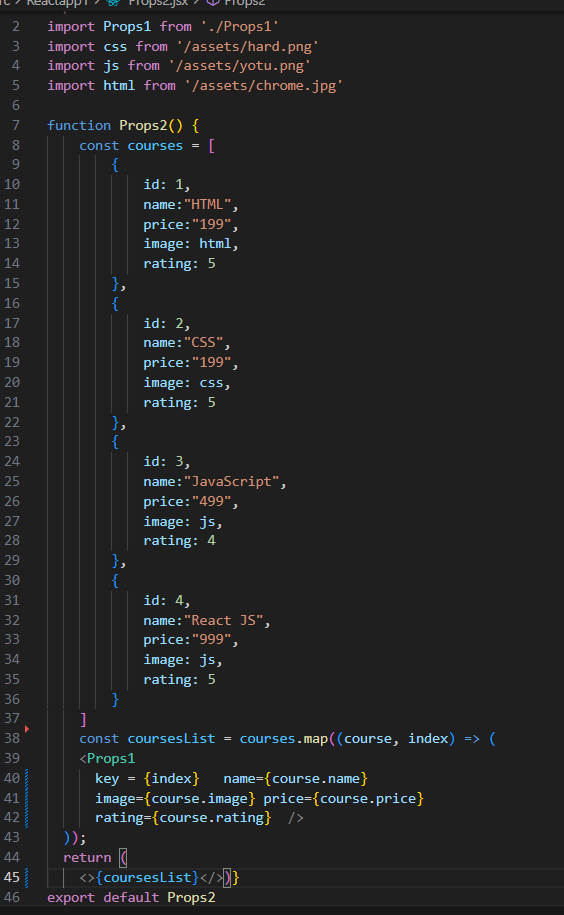 rc > Reactapp1 > Props2.jsx > Props2
2 import Props1 from './Props1'
3 import css from '/assets/hard.png'
4 import js from '/assets/yotu.png'
5 import html from '/assets/chrome.jpg'
6
7 function Props2() {
8 const courses = [
9 {
10 id: 1,
11 name:"HTML",
12 price:"199",
13 image: html,
14 rating: 5
15 },
16 {
17 id: 2,
18 name:"CSS",
19 price:"199",
20 image: css,
21 rating: 5
22 },
23 {
24 id: 3,
25 name:"JavaScript",
26 price:"499",
27 image: js,
28 rating: 4
29 },
30 {
31 id: 4,
32 name:"React JS",
33 price:"999",
34 image: js,
35 rating: 5
36 }
37 ]
38 const coursesList = courses.map((course, index) => (
39 <Props1
40 key = {index}   name={course.name}
41 image={course.image} price={course.price}
42 rating={course.rating}  />
43 ));
44 return (
45 <>{coursesList}</>)}
46 export default Props2